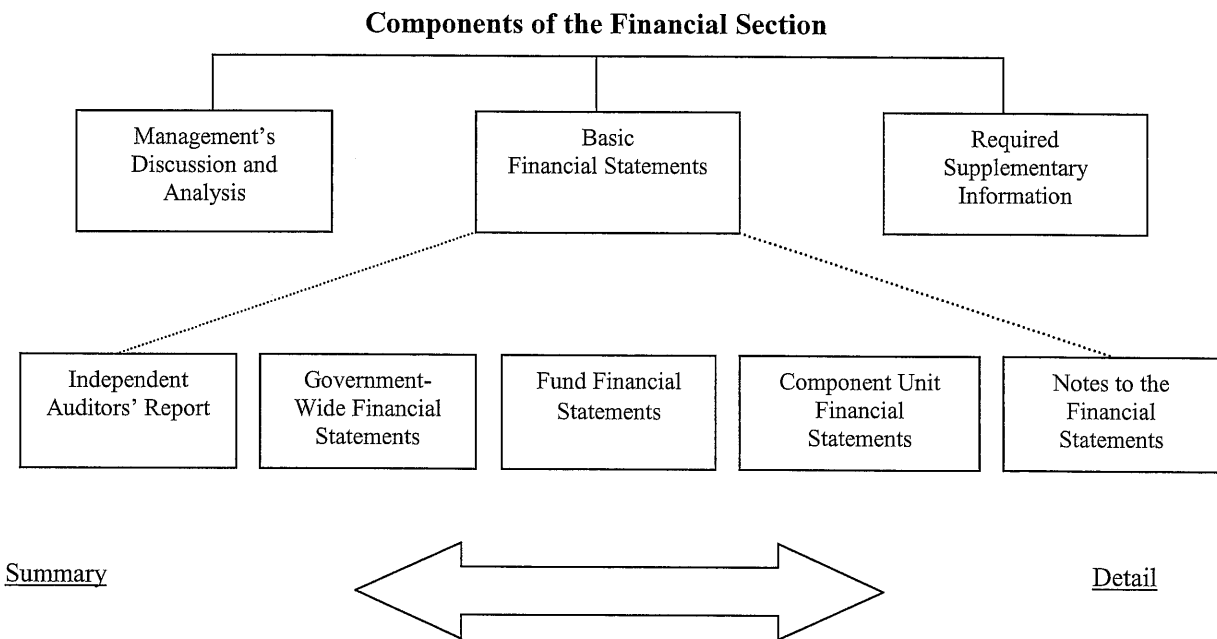 Components of the Financial Section
Management's
Discussion and
Analysis
Basic
Financial Statements
Required
Supplementary
Information
Independent
Auditors' Report
Government-
Wide Financial
Statements
Fund Financial
Statements
Component Unit
Financial
Statements
Notes to the
Financial
Statements
Summary
Detail